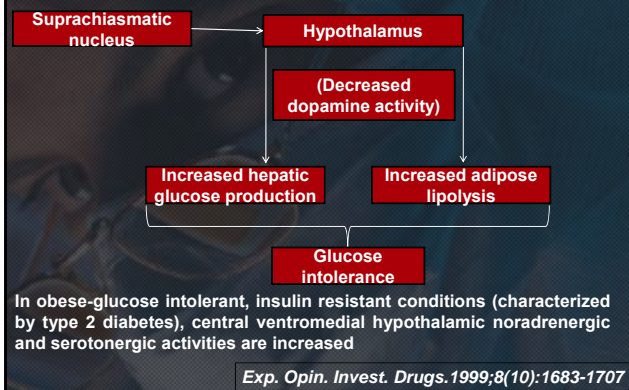 Suprachiasmatic
nucleus
Hypothalamus
(Decreased
dopamine activity)
Increased hepatic
glucose production
Increased adipose
lipolysis
Glucose
intolerance
In obese-glucose intolerant, insulin resistant conditions (characterized
by type 2 diabetes), central ventromedial hypothalamic noradrenergic
and serotonergic activities are increased
Exp. Opin. Invest. Drugs.1999;8(10):1683-1707